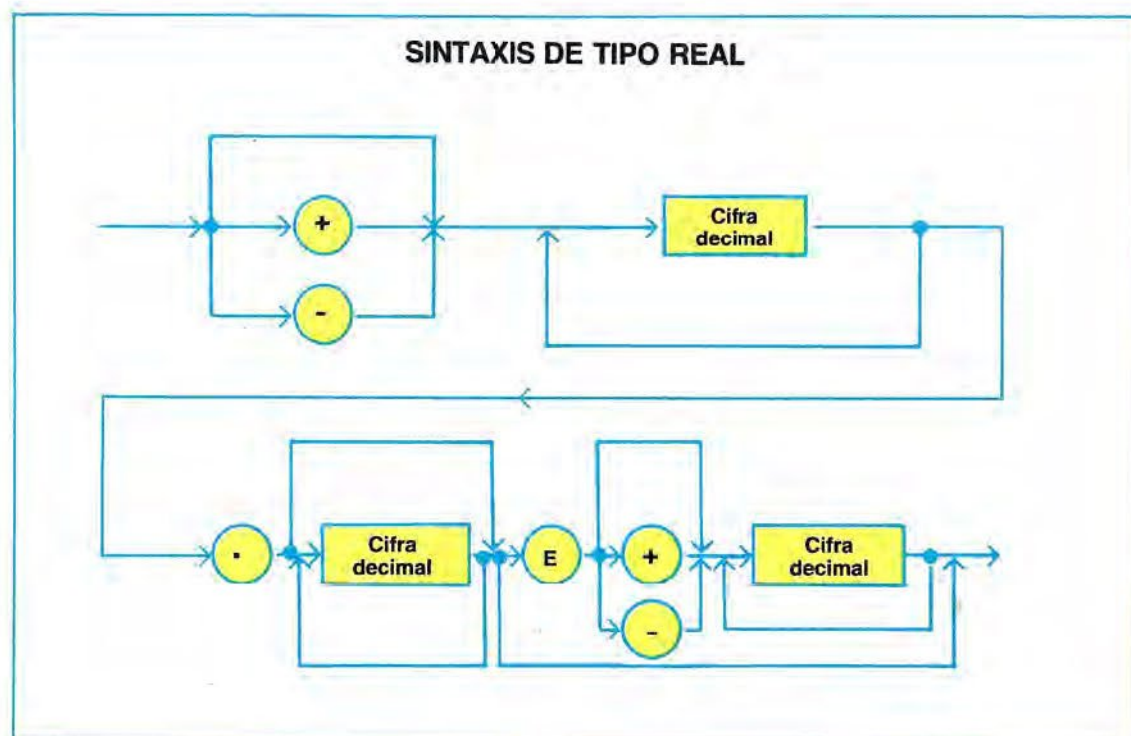 SINTAXIS DE TIPO REAL
+
Cifra
decimal
-
.
Cifra
decimal
E
+
Cifra
decimal
-